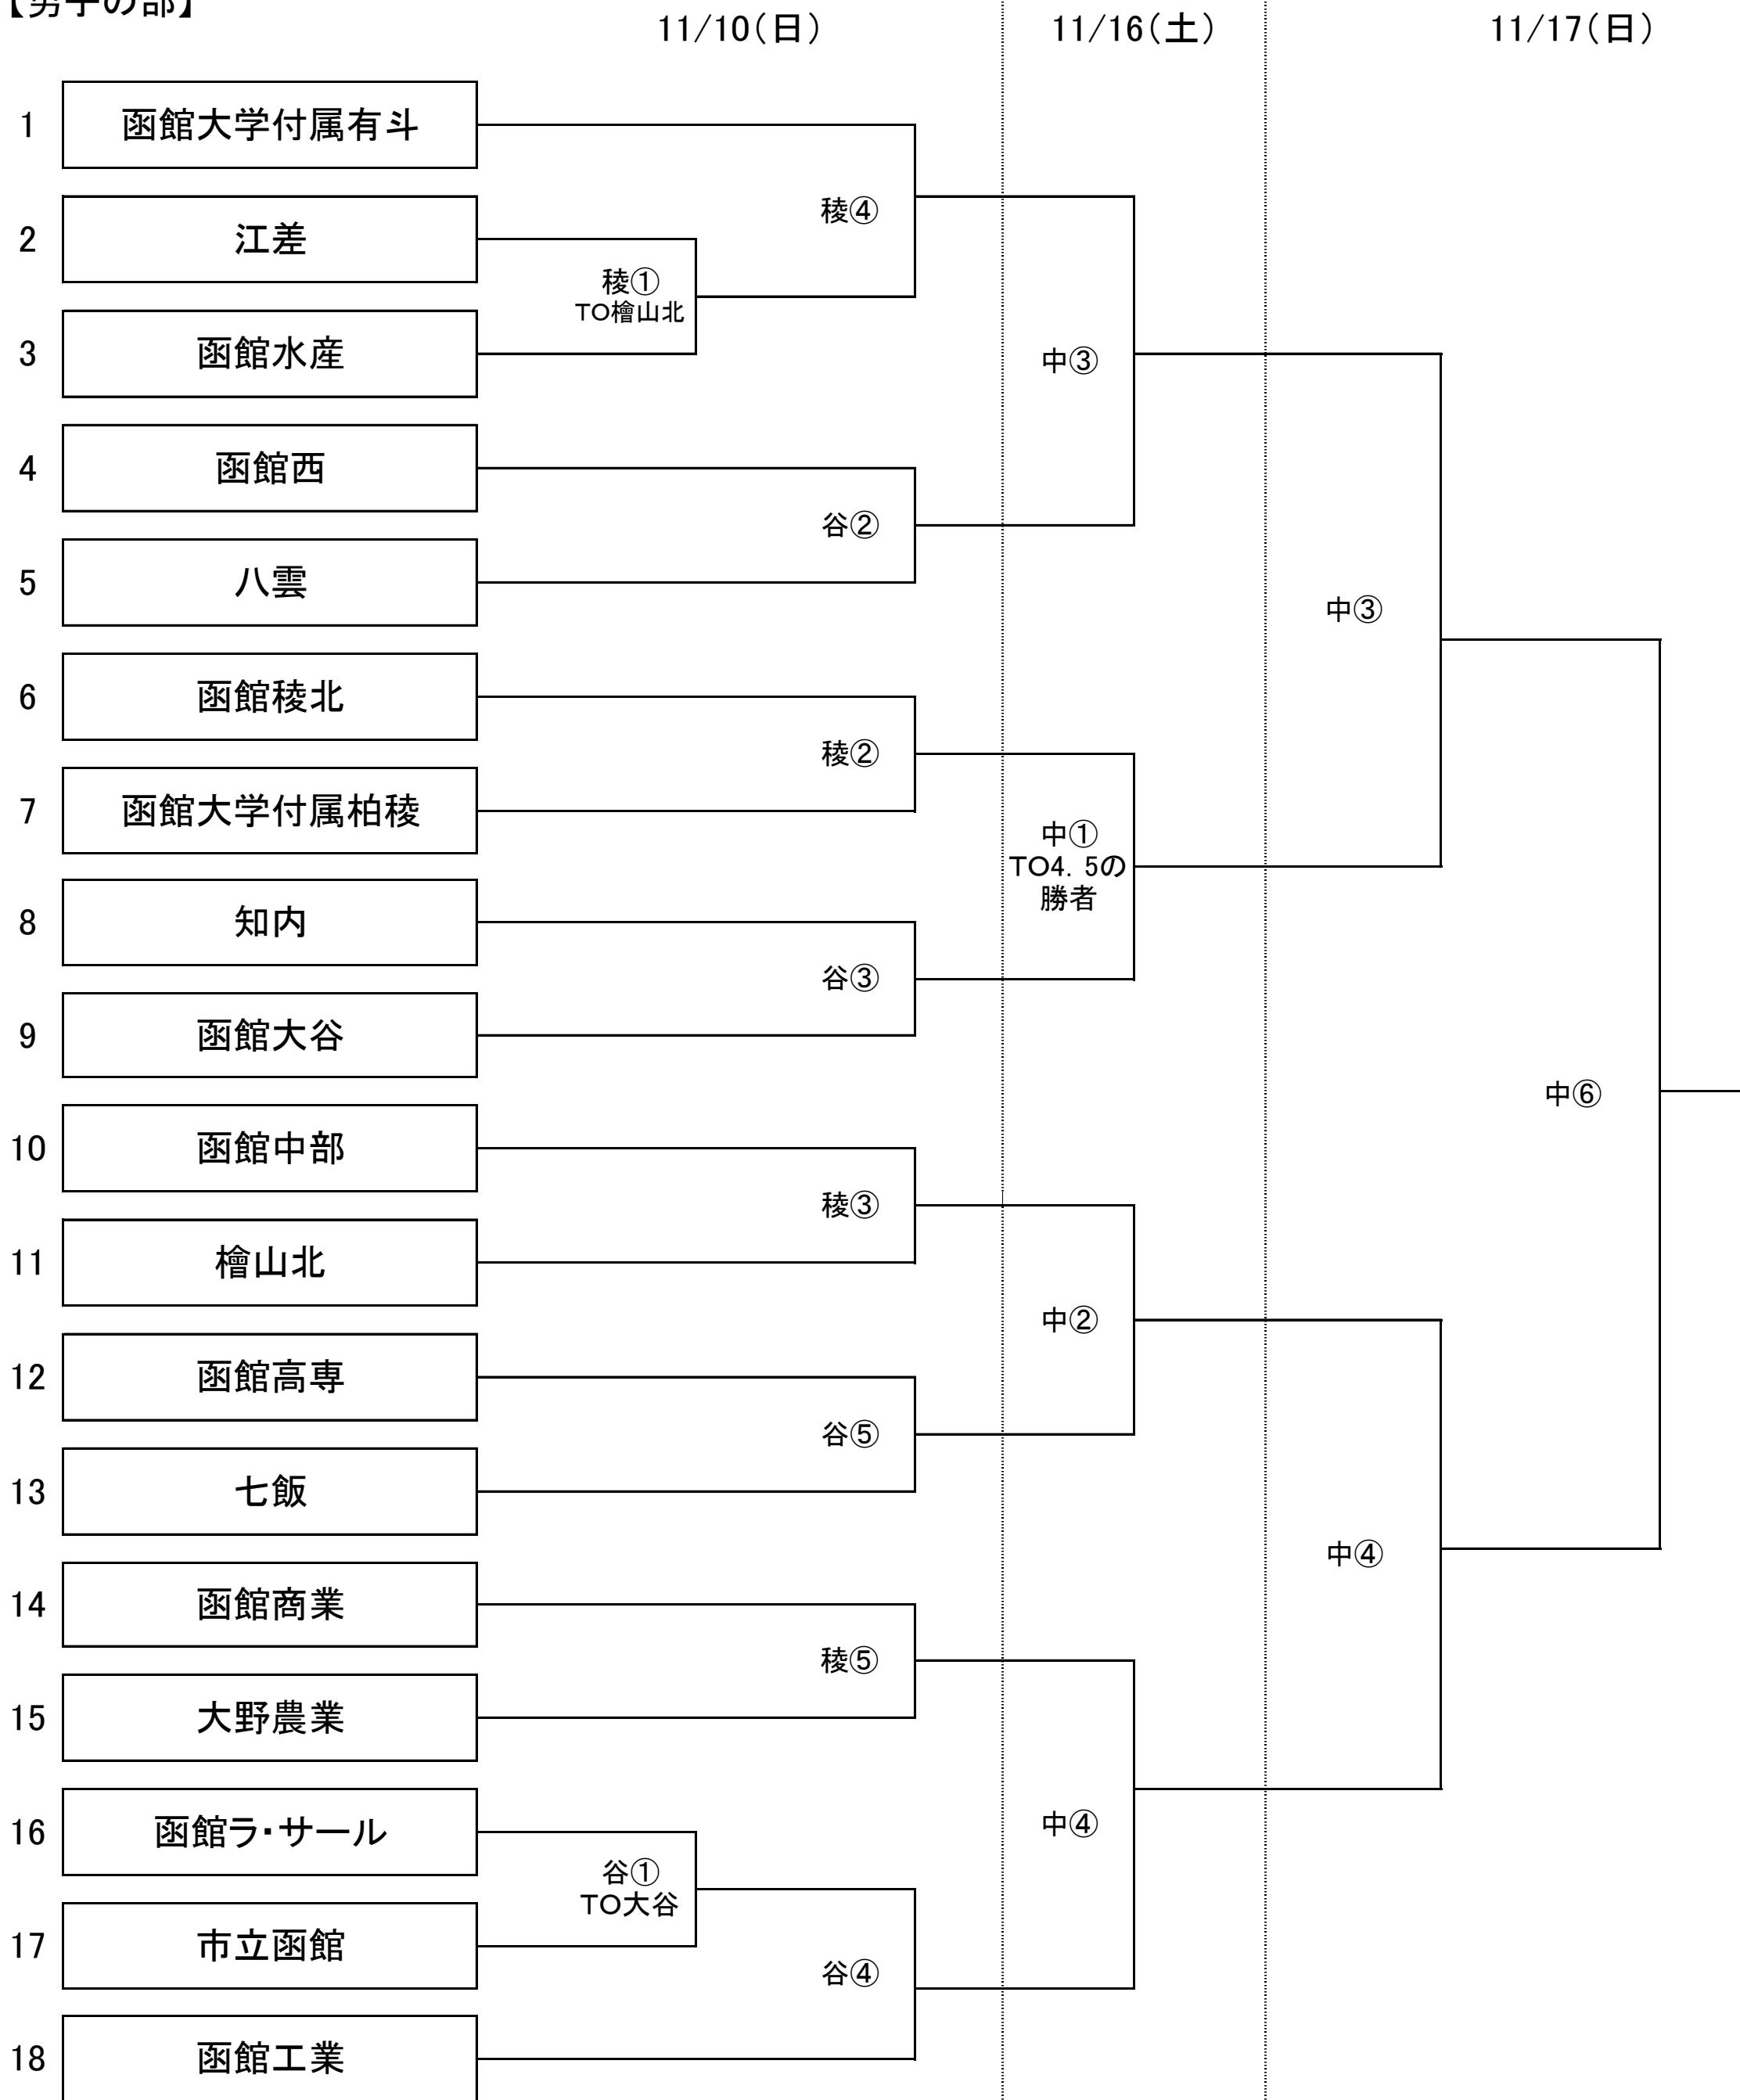 【男子の部】
11/10(日)
11/16(土)
11/17(日)
1 函館大学付属有斗
稜④
2 江差
稜①
TO檜山北
3 函館水産
中③
4 函館西
谷②
5 八雲
中③
6 函館稜北
稜②
7 函館大学付属柏稜
中①
TO4．5の
勝者
8 知内
谷③
9 函館大谷
中⑥
10 函館中部
稜③
11 檜山北
中②
12 函館高専
谷⑤
13 七飯
中④
14 函館商業
稜⑤
15 大野農業
16 函館ラ・サール
中④
谷①
TO大谷
17 市立函館
谷④
18 函館工業